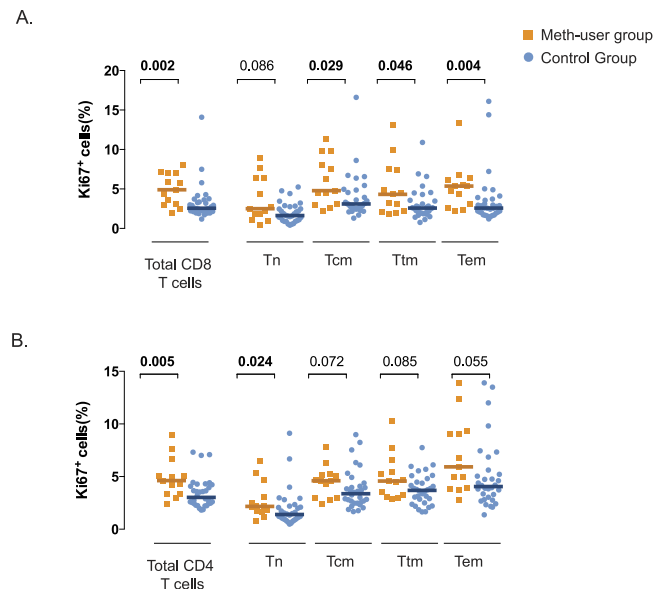 A.
Meth-user group
Control Group
0.002 0.086 0.029 0.046 0.004
Ki67+ cells(%)
20
15
10
5
0
Total CD8 T cells
Tn Tcm Ttm Tem
B.
0.005 0.024 0.072 0.085 0.055
Ki67+ cells(%)
15
10
5
0
Total CD4 T cells
Tn Tcm Ttm Tem